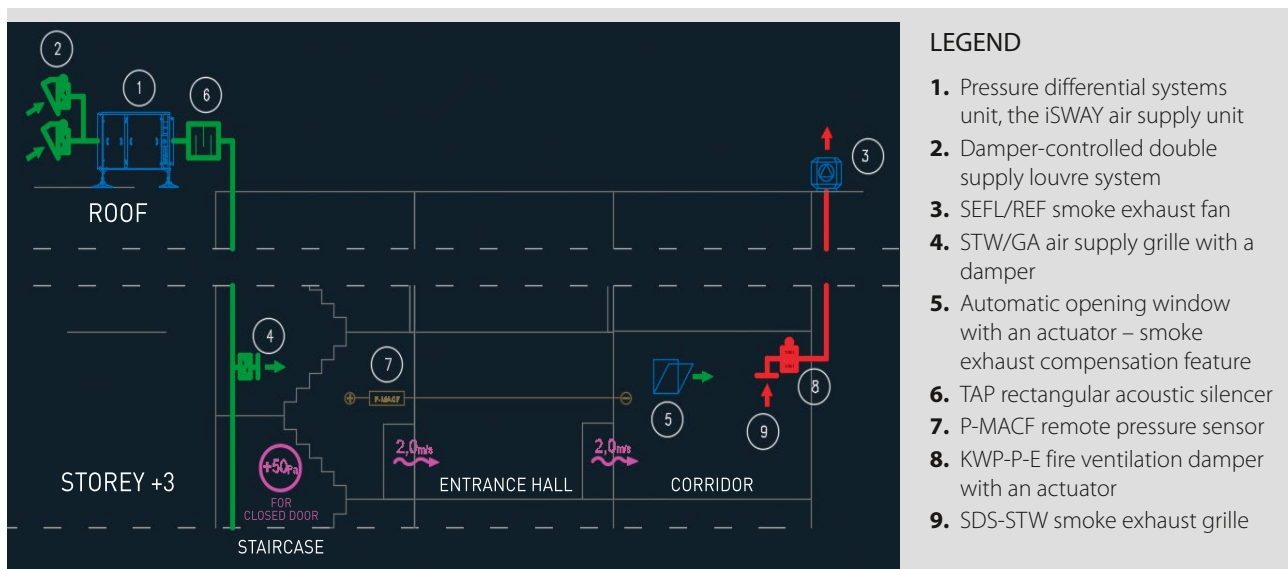 2
1
6
3
ROOF
4
7
P-MACF
5
8
9
2,0m/s
2,0m/s
+50Pa
FOR
CLOSED DOOR
STOREY +3
ENTRANCE HALL
CORRIDOR
STAIRCASE
LEGEND
1. Pressure differential systems
unit, the iSWAY air supply unit
2. Damper-controlled double
supply louvre system
3. SEFL/REF smoke exhaust fan
4. STW/GA air supply grille with a
damper
5. Automatic opening window
with an actuator – smoke
exhaust compensation feature
6. TAP rectangular acoustic silencer
7. P-MACF remote pressure sensor
8. KWP-P-E fire ventilation damper
with an actuator
9. SDS-STW smoke exhaust grille